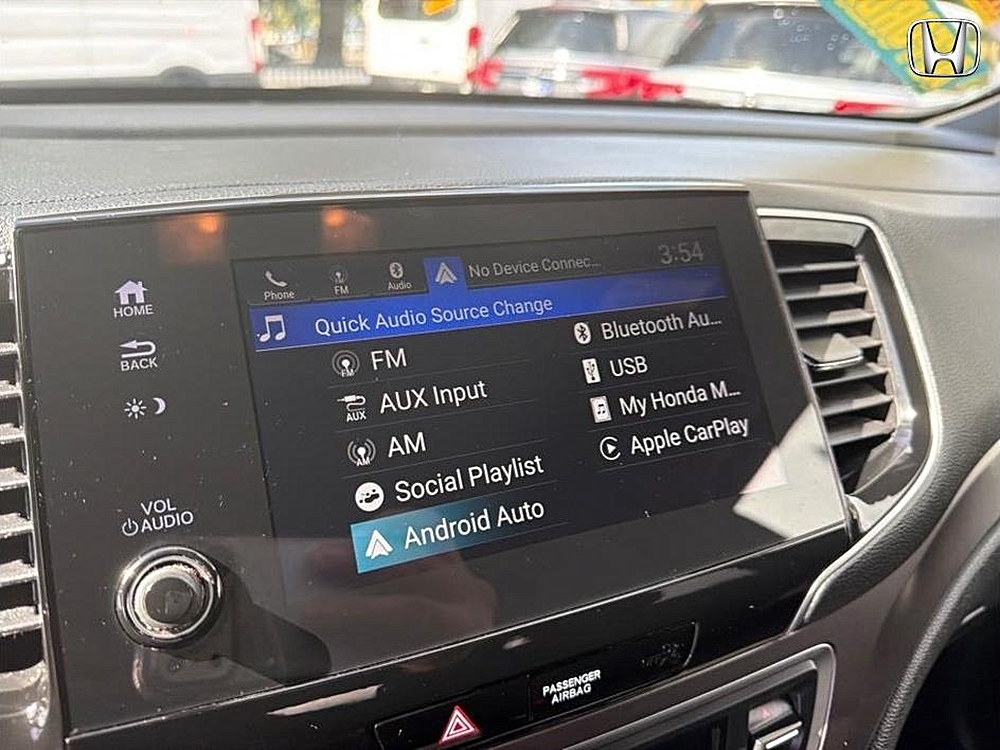 HOME
BACK
VOL
AUDIO
Phone
FM
Audio
No Device Connec...
3:54
Quick Audio Source Change
FM
AUX Input
AUX
AM
AM
Social Playlist
Android Auto
Bluetooth Au...
USB
My Honda M...
Apple CarPlay
PASSENGER
AIRBAG